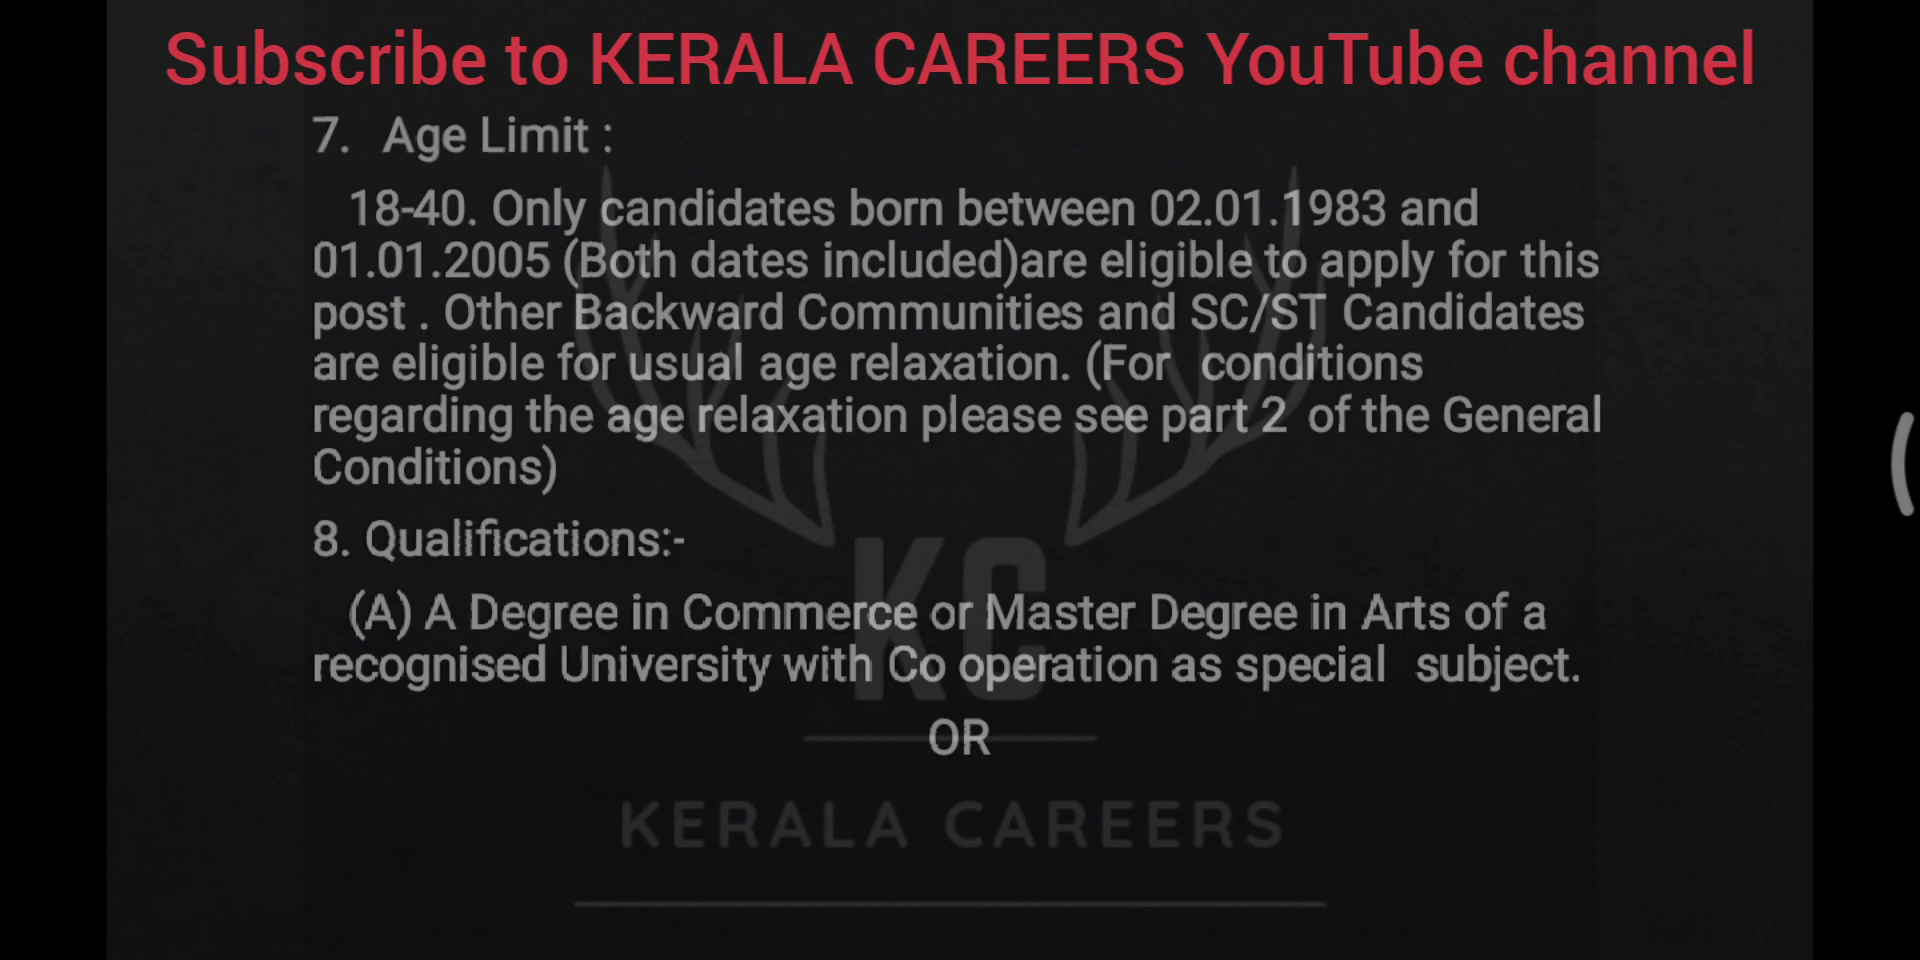 Subscribe to KERALA CAREERS YouTube channel
7. Age Limit :
18-40. Only candidates born between 02.01.1983 and
01.01.2005 (Both dates included)are eligible to apply for this
post . Other Backward Communities and SC/ST Candidates
are eligible for usual age relaxation. (For conditions
regarding the age relaxation please see part 2 of the General
Conditions)
8. Qualifications:-
(A) A Degree in Commerce or Master Degree in Arts of a
recognised University with Co operation as special subject.
KC
OR
KERALA CAREERS